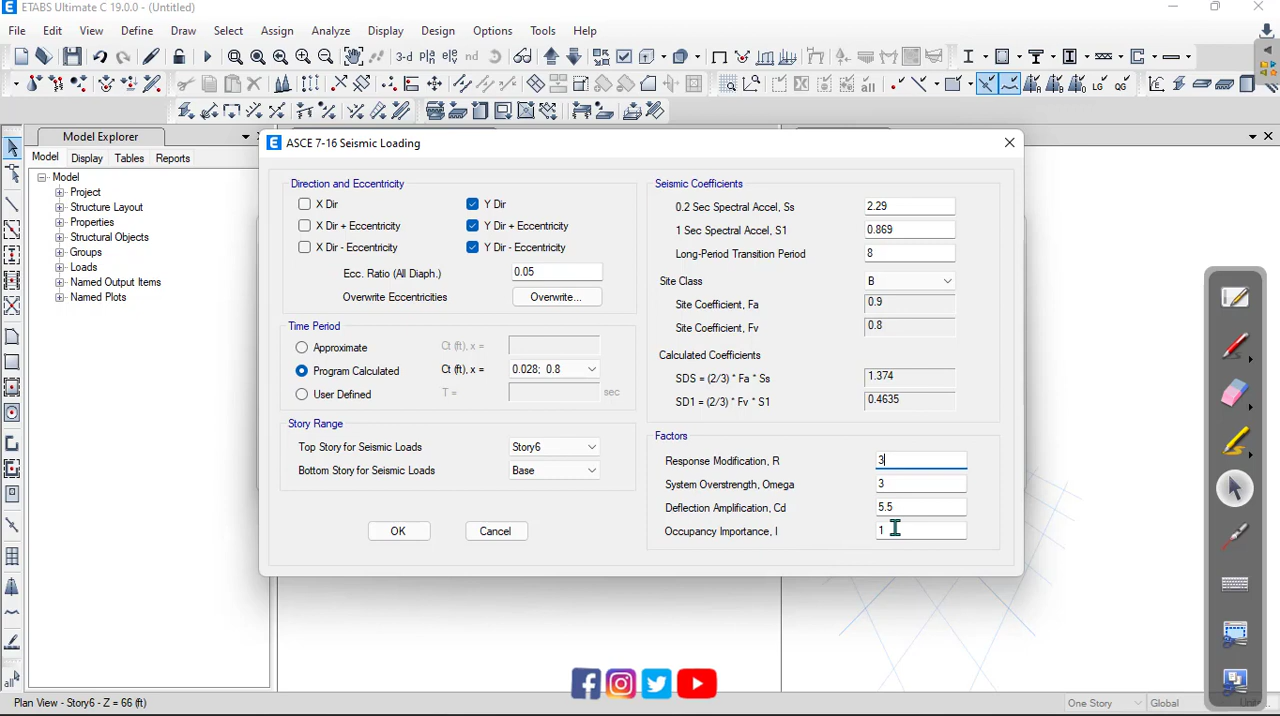 ETABS Ultimate C 19.0.0 - (Untitled)
File Edit View Define Draw Select Assign Analyze Display Design Options Tools Help
3-d
LG QG
all
Model Explorer
Model Display Tables Reports
Model
Project
Structure Layout
Properties
Structural Objects
Groups
Loads
Named Output Items
Named Plots
ASCE 7-16 Seismic Loading
Direction and Eccentricity
X Dir Y Dir
X Dir + Eccentricity Y Dir + Eccentricity
X Dir - Eccentricity Y Dir - Eccentricity
Ecc. Ratio (All Diaph.) 0.05
Overwrite Eccentricities Overwrite...
Time Period
Approximate Ct (ft), x =
Program Calculated Ct (ft), x = 0.028; 0.8
User Defined T = sec
Story Range
Top Story for Seismic Loads Story6
Bottom Story for Seismic Loads Base
OK Cancel
Seismic Coefficients
0.2 Sec Spectral Accel, Ss 2.29
1 Sec Spectral Accel, S1 0.869
Long-Period Transition Period 8
Site Class B
Site Coefficient, Fa 0.9
Site Coefficient, Fv 0.8
Calculated Coefficients
SDS = (2/3) * Fa * Ss 1.374
SD1 = (2/3) * Fv * S1 0.4635
Factors
Response Modification, R 3
System Overstrength, Omega 3
Deflection Amplification, Cd 5.5
Occupancy Importance, I 1
all
Plan View - Story6 - Z = 66 (ft)
One Story Global